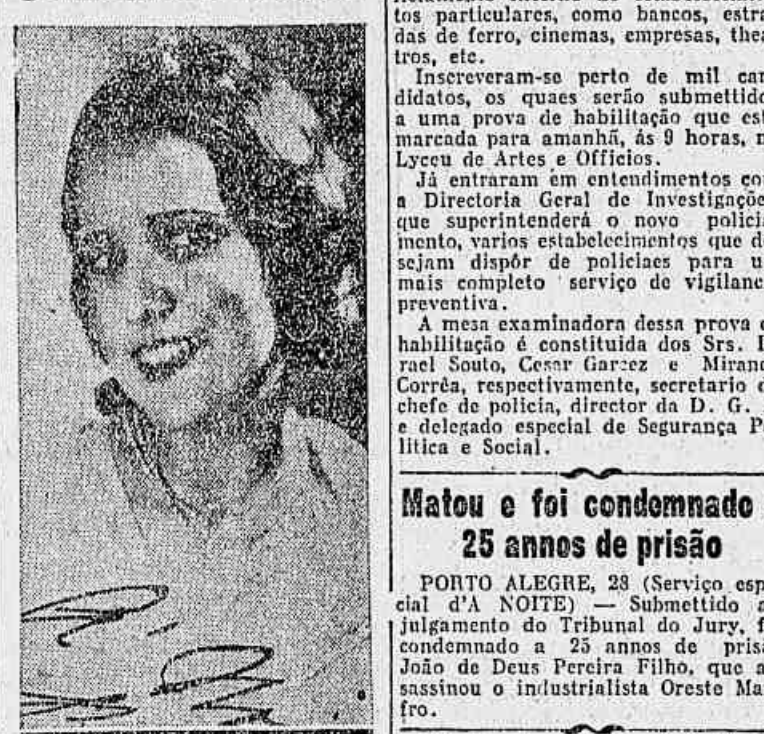 tos particulares, como bancos, estra
das de ferro, cinemas, empresas, thea
tros, etc.
Inscreveram-se perto de mil can
didatos, os quaes serão submettido
a uma prova de habilitação que est
marcada para amanhã, ás 9 horas, n
Lyceu de Artes e Officios.
Já entraram em entendimentos co
a Directoria Geral de Investigaçõe
que superintenderá o novo policia
mento, varios estabelecimentos que de
sejam dispôr de policiaes para u
mais completo serviço de vigilanc
preventiva.
A mesa examinadora dessa prova d
habilitação é constituida dos Srs. I
rael Souto, Cesar Garcez e Mirand
Corrêa, respectivamente, secretario d
chefe de policia, director da D. G.
e delegado especial de Segurança P
litica e Social.
Matou e foi condemnado
25 annos de prisão
PORTO ALEGRE, 28 (Serviço esp
cial d'A NOITE) — Submettido a
julgamento do Tribunal do Jury, f
condemnado a 25 annos de prisã
João de Deus Pereira Filho, que a
sassinou o industrialista Oreste Ma
fro.